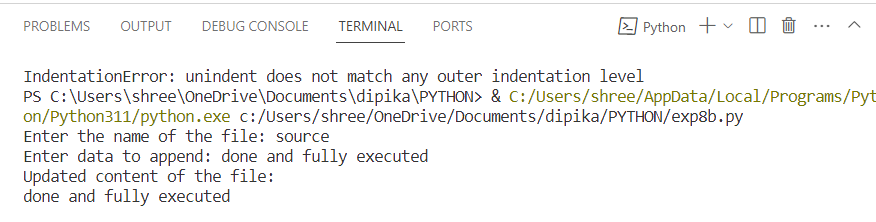 PROBLEMS OUTPUT DEBUG CONSOLE TERMINAL PORTS Python
IndentationError: unindent does not match any outer indentation level
PS C:\Users\shree\OneDrive\Documents\dipika\PYTHON> & C:/Users/shree/AppData/Local/Programs/Pyt
on/Python311/python.exe c:/Users/shree/OneDrive/Documents/dipika/PYTHON/exp8b.py
Enter the name of the file: source
Enter data to append: done and fully executed
Updated content of the file:
done and fully executed